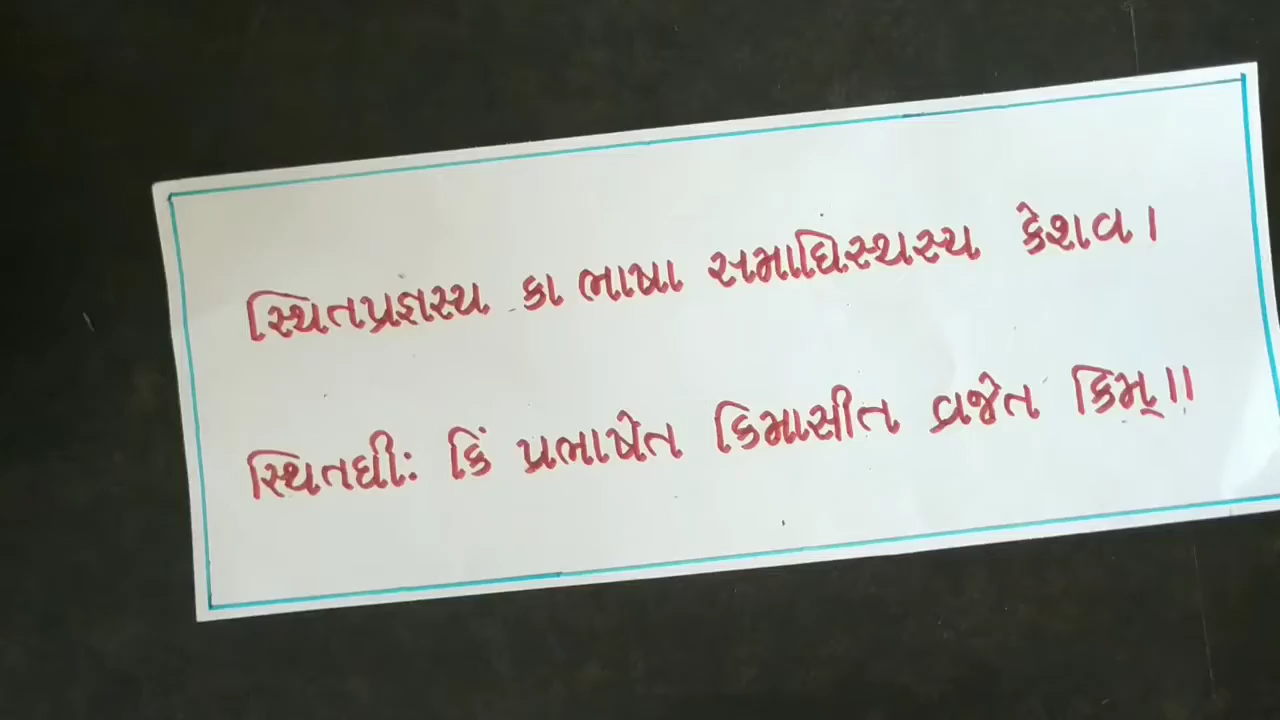 સ્થિતપ્રજ્ઞસ્ય કા ભાષા સમાધિસ્થસ્ય કેશવ।
સ્થિતધીઃ કિં પ્રભાષેત કિમાસીત વ્રજેત કિમ્॥